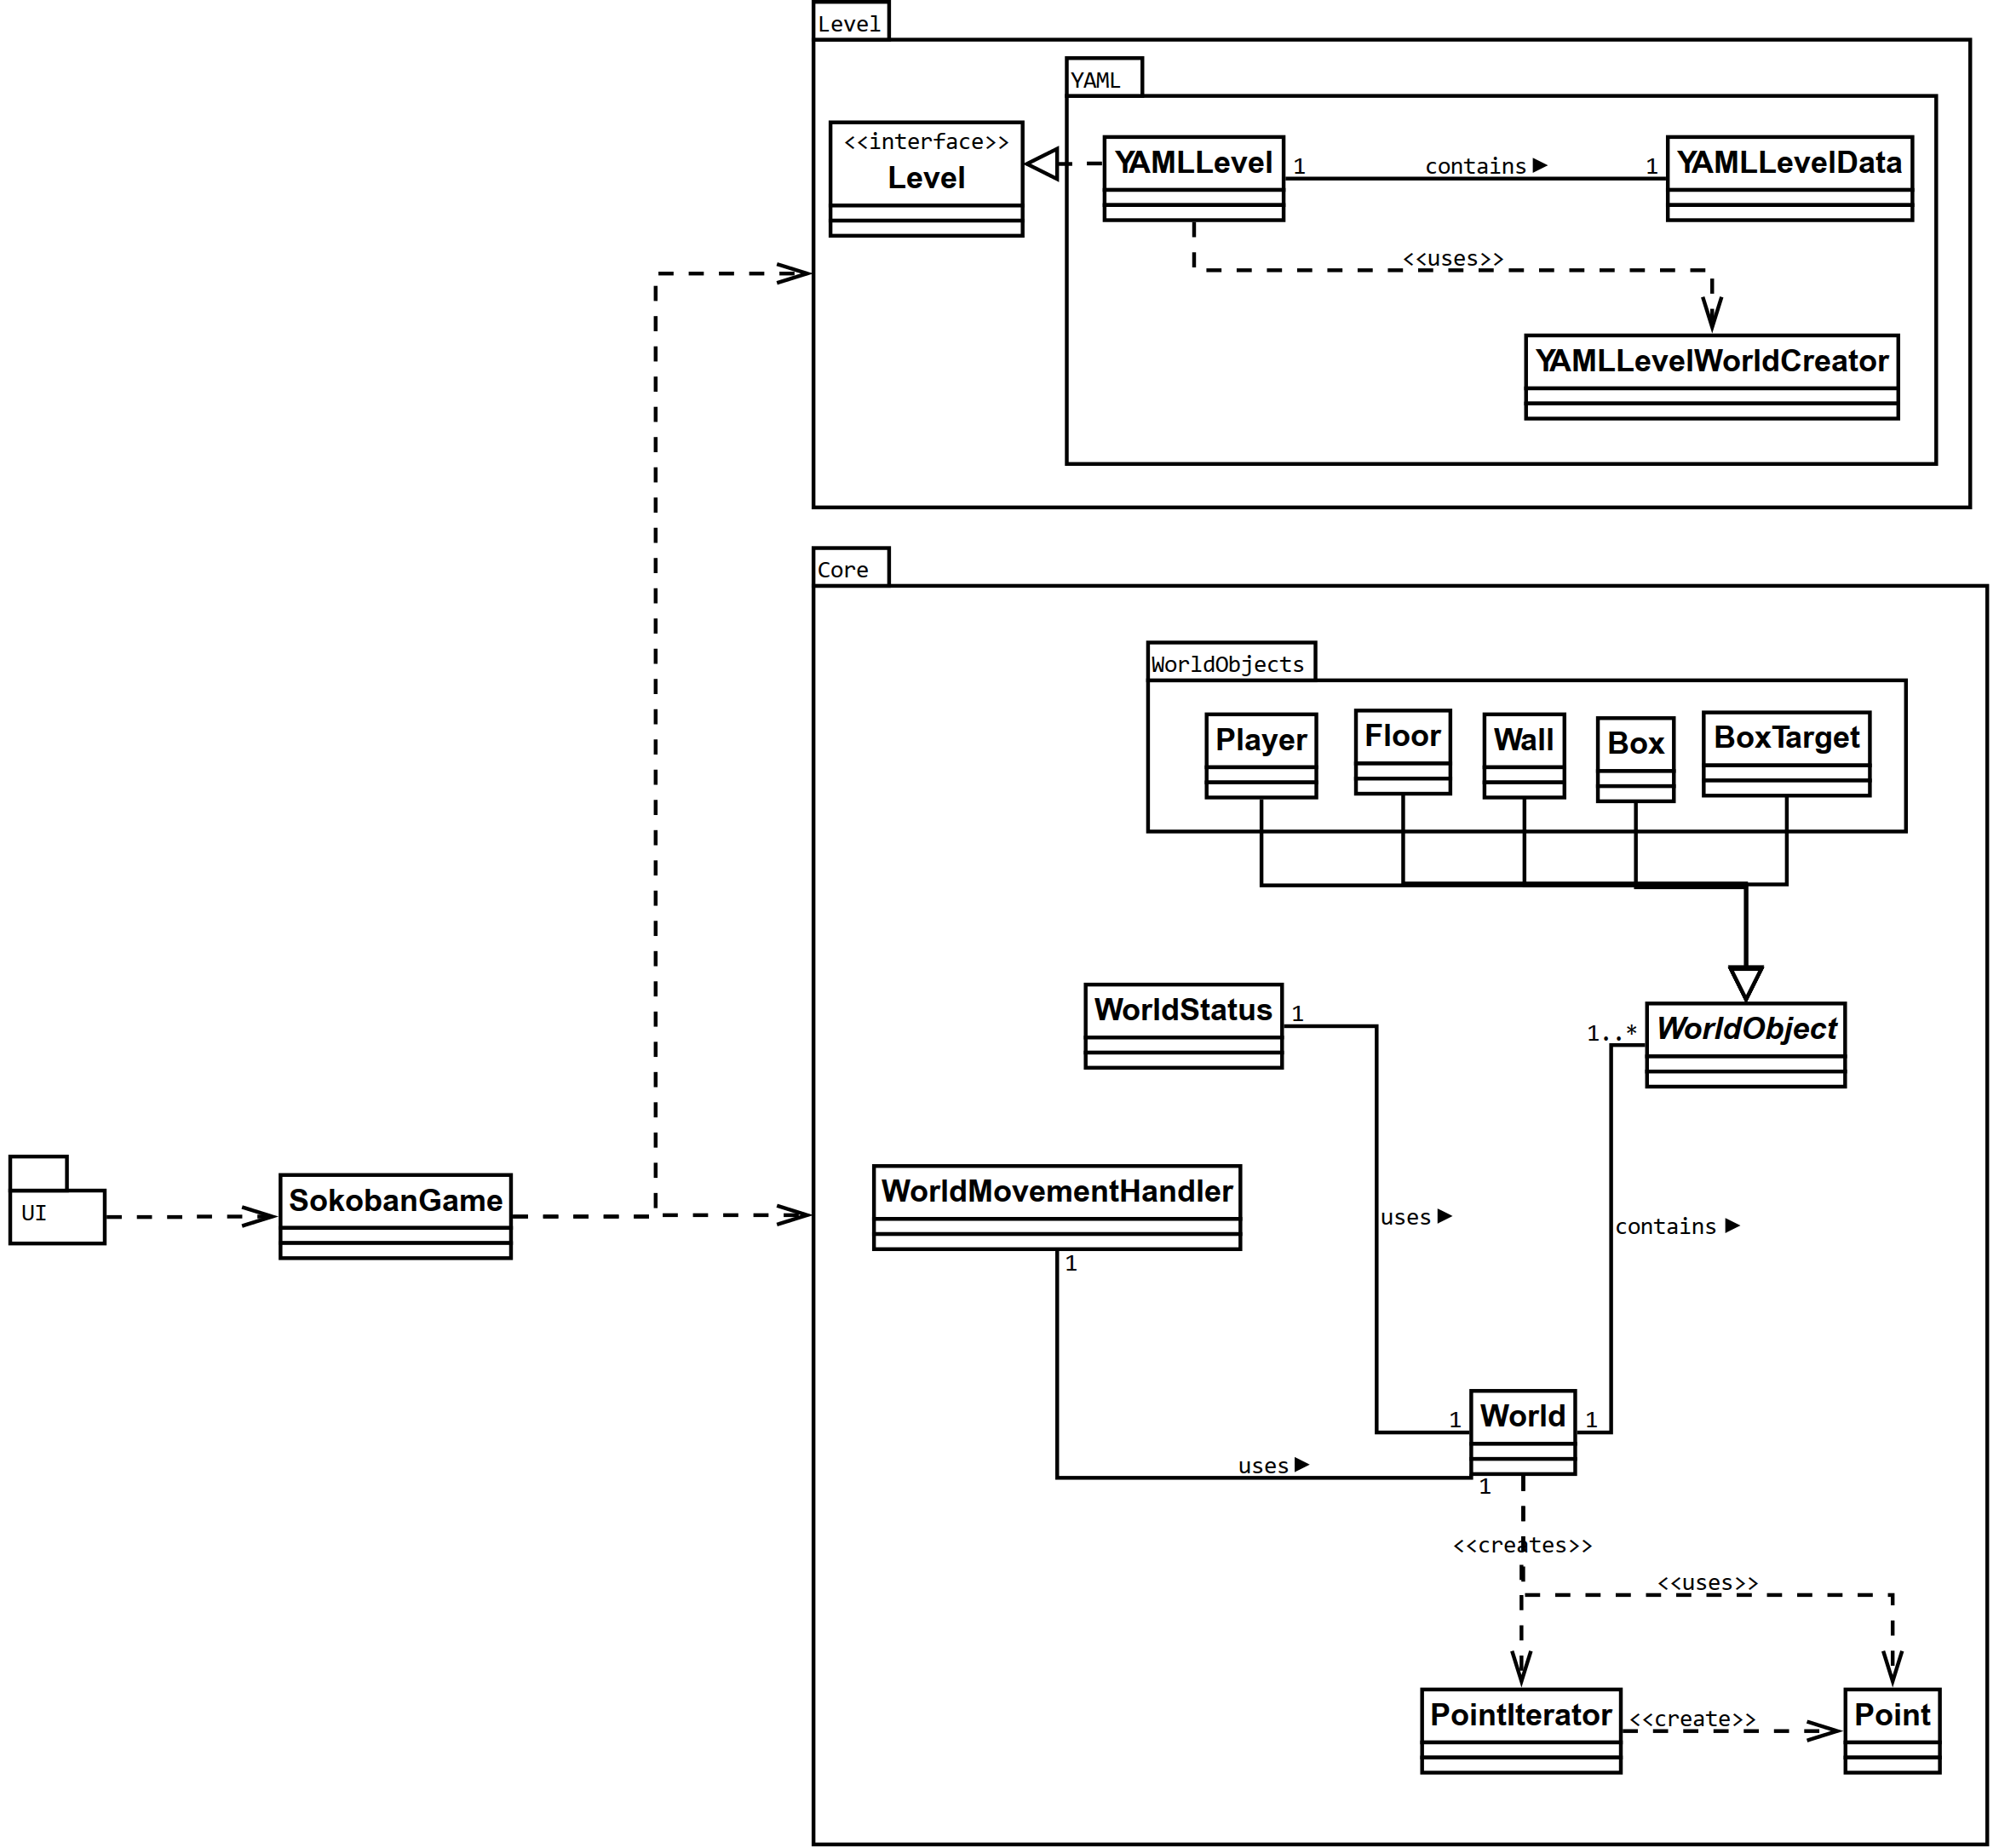 Level
YAML
<<interface>>
Level
YAMLLevel
1
contains ►
1
YAMLLevelData
<<uses>>
YAMLLevelWorldCreator
Core
WorldObjects
Player
Floor
Wall
Box
BoxTarget
WorldStatus
1
1..*
WorldObject
UI
SokobanGame
WorldMovementHandler
1
uses ►
contains ►
1
World
1
uses ►
1
<<creates>>
<<uses>>
PointIterator
<<create>>
Point